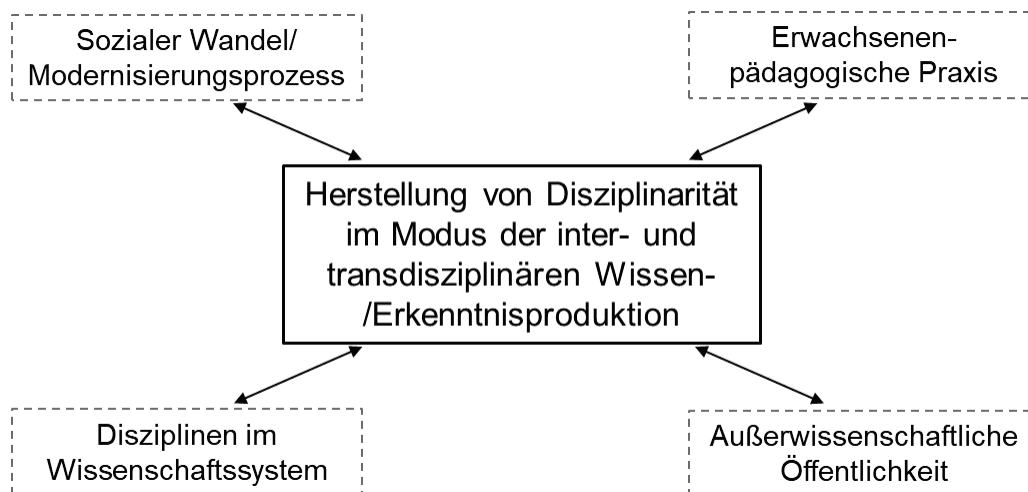 Sozialer Wandel/
Modernisierungsprozess
Erwachsenen-
pädagogische Praxis
Herstellung von Disziplinarität
im Modus der inter- und
transdisziplinären Wissen-
/Erkenntnisproduktion
Disziplinen im
Wissenschaftssystem
Außerwissenschaftliche
Öffentlichkeit